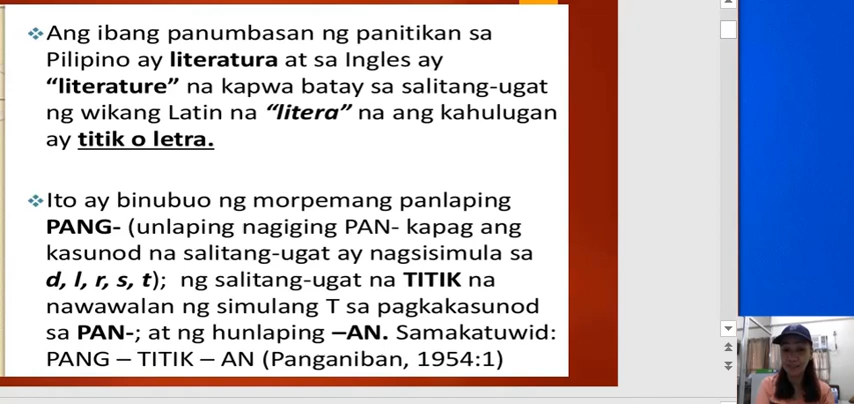 ❖Ang ibang panumbasan ng panitikan sa
Pilipino ay literatura at sa Ingles ay
“literature” na kapwa batay sa salitang-ugat
ng wikang Latin na “litera” na ang kahulugan
ay titik o letra.
❖Ito ay binubuo ng morpemang panlaping
PANG- (unlaping nagiging PAN- kapag ang
kasunod na salitang-ugat ay nagsisimula sa
d, l, r, s, t); ng salitang-ugat na TITIK na
nawawalan ng simulang T sa pagkakasunod
sa PAN-; at ng hunlaping –AN. Samakatuwid:
PANG – TITIK – AN (Panganiban, 1954:1)